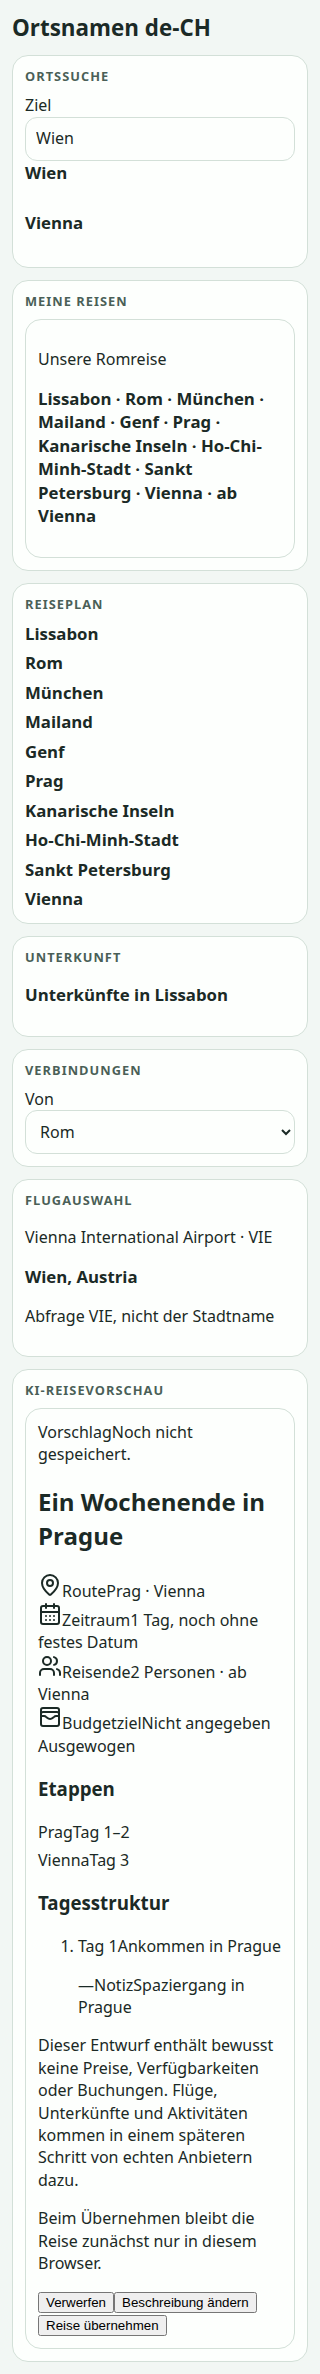 Ortsnamen de-CH
ORTSSUCHE
Ziel
Wien
Wien
Vienna
MEINE REISEN
Unsere Romreise
Lissabon · Rom · München ·
Mailand · Genf · Prag ·
Kanarische Inseln · Ho-Chi-
Minh-Stadt · Sankt
Petersburg · Vienna · ab
Vienna
REISEPLAN
Lissabon
Rom
München
Mailand
Genf
Prag
Kanarische Inseln
Ho-Chi-Minh-Stadt
Sankt Petersburg
Vienna
UNTERKUNFT
Unterkünfte in Lissabon
VERBINDUNGEN
Von
Rom
FLUGAUSWAHL
Vienna International Airport · VIE
Wien, Austria
Abfrage VIE, nicht der Stadtname
KI-REISEVORSCHAU
VorschlagNoch nicht
gespeichert.
Ein Wochenende in
Prague
RoutePrag · Vienna
Zeitraum1 Tag, noch ohne
festes Datum
Reisende2 Personen · ab
Vienna
BudgetzielNicht angegeben
Ausgewogen
Etappen
PragTag 1–2
ViennaTag 3
Tagesstruktur
1. Tag 1Ankommen in Prague
—NotizSpaziergang in
Prague
Dieser Entwurf enthält bewusst
keine Preise, Verfügbarkeiten
oder Buchungen. Flüge,
Unterkünfte und Aktivitäten
kommen in einem späteren
Schritt von echten Anbietern
dazu.
Beim Übernehmen bleibt die
Reise zunächst nur in diesem
Browser.
Verwerfen Beschreibung ändern
Reise übernehmen